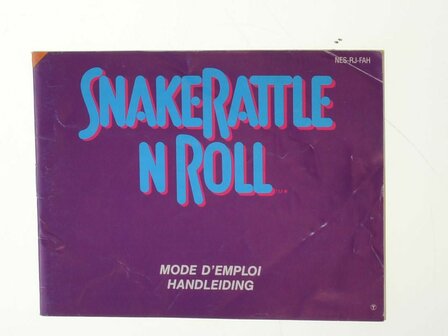 NES-RJ-FAH
SNAKE RATTLE
N ROLL
MODE D'EMPLOI
HANDLEIDING